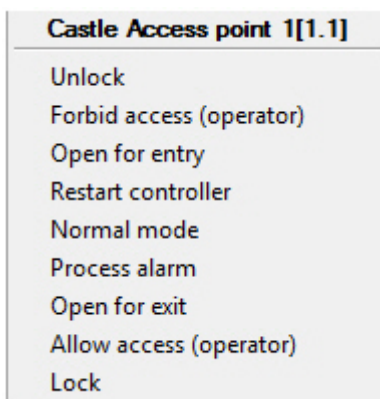 Castle Access point 1[1.1]
Unlock
Forbid access (operator)
Open for entry
Restart controller
Normal mode
Process alarm
Open for exit
Allow access (operator)
Lock